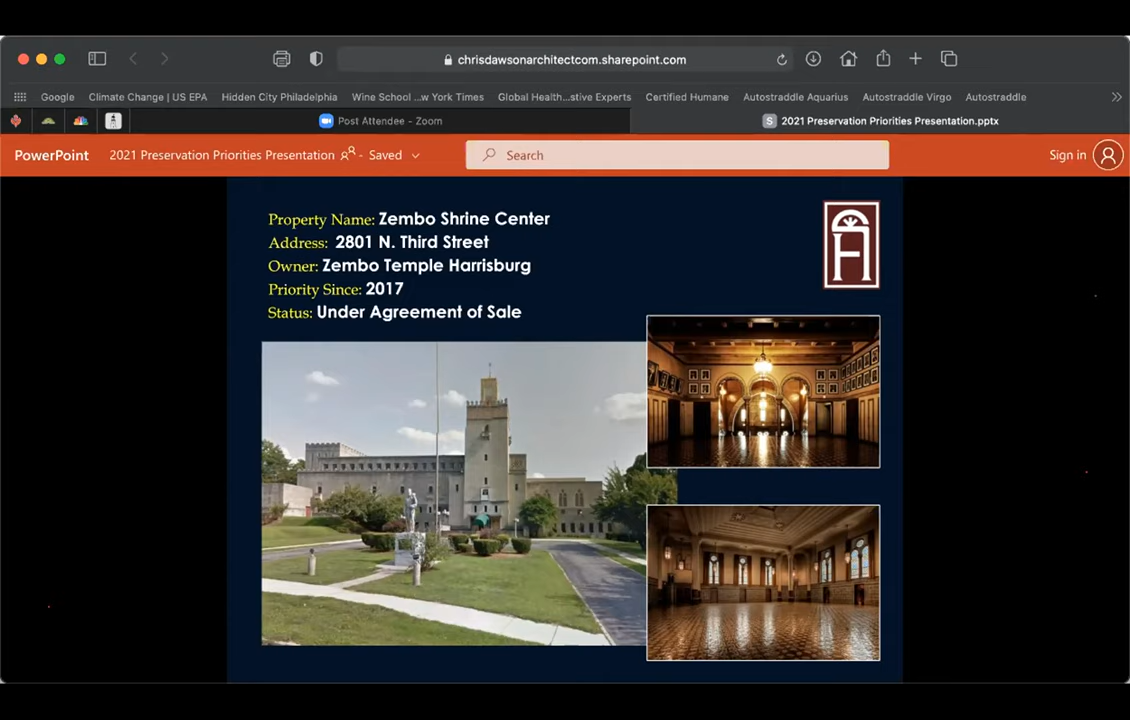 chrisdawsonarchitectcom.sharepoint.com
Google Climate Change | US EPA Hidden City Philadelphia Wine School ...w York Times Global Health...stive Experts Certified Humane Autostraddle Aquarius Autostraddle Virgo Autostraddle
Post Attendee - Zoom
S 2021 Preservation Priorities Presentation.pptx
PowerPoint 2021 Preservation Priorities Presentation - Saved Search Sign in
Property Name: Zembo Shrine Center
Address: 2801 N. Third Street
Owner: Zembo Temple Harrisburg
Priority Since: 2017
Status: Under Agreement of Sale